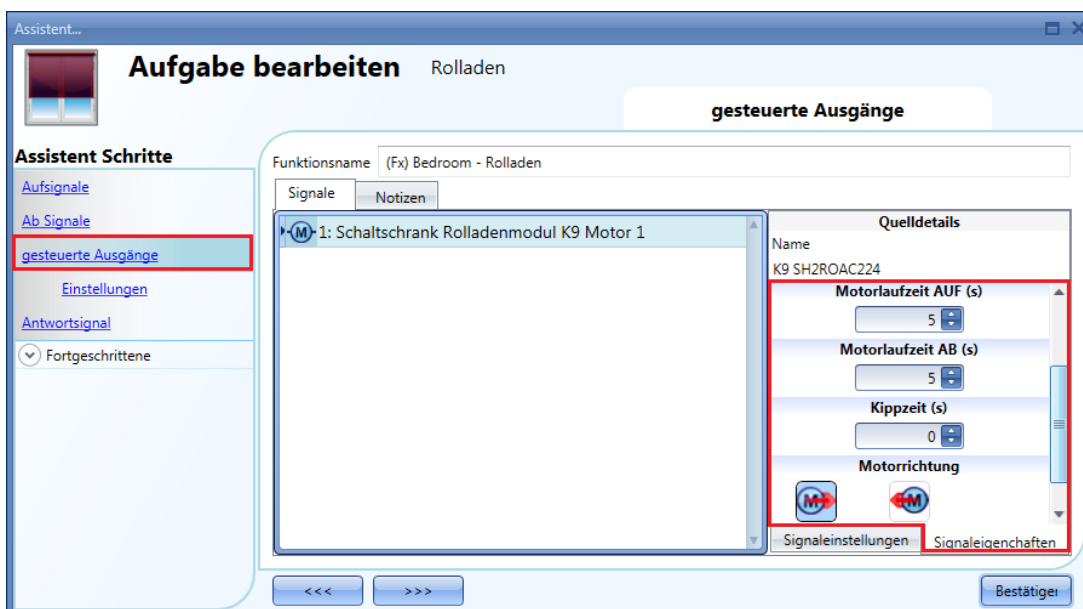 Assistent...
Aufgabe bearbeiten Rolladen
gesteuerte Ausgänge
Assistent Schritte
Aufsignale
Ab Signale
gesteuerte Ausgänge
Einstellungen
Antwortsignal
Fortgeschrittene
Funktionsname (Fx) Bedroom - Rolladen
Signale Notizen
M 1: Schaltschrank Rolladenmodul K9 Motor 1
Quelldetails
Name
K9 SH2ROAC224
Motorlaufzeit AUF (s)
5
Motorlaufzeit AB (s)
5
Kippzeit (s)
0
Motorrichtung
M M
Signaleinstellungen Signaleigenchaften
<<< >>> Bestätiger